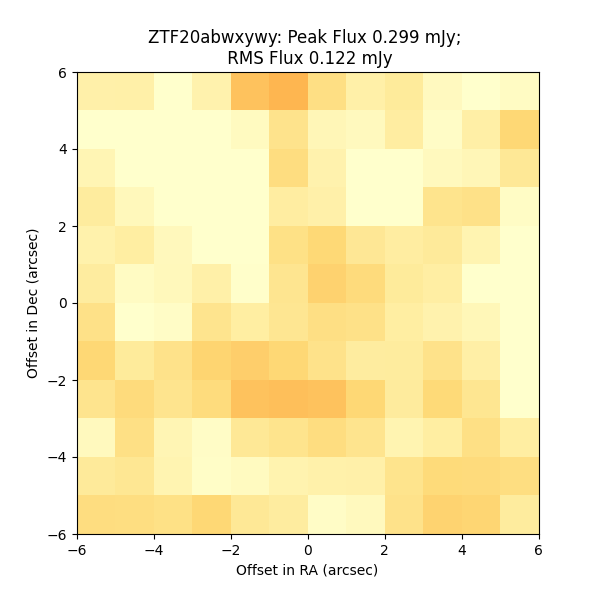 ZTF20abwxywy: Peak Flux 0.299 mJy;
RMS Flux 0.122 mJy
6
4
2
0
−2
−4
−6
Offset in Dec (arcsec)
−6 −4 −2 0 2 4 6
Offset in RA (arcsec)